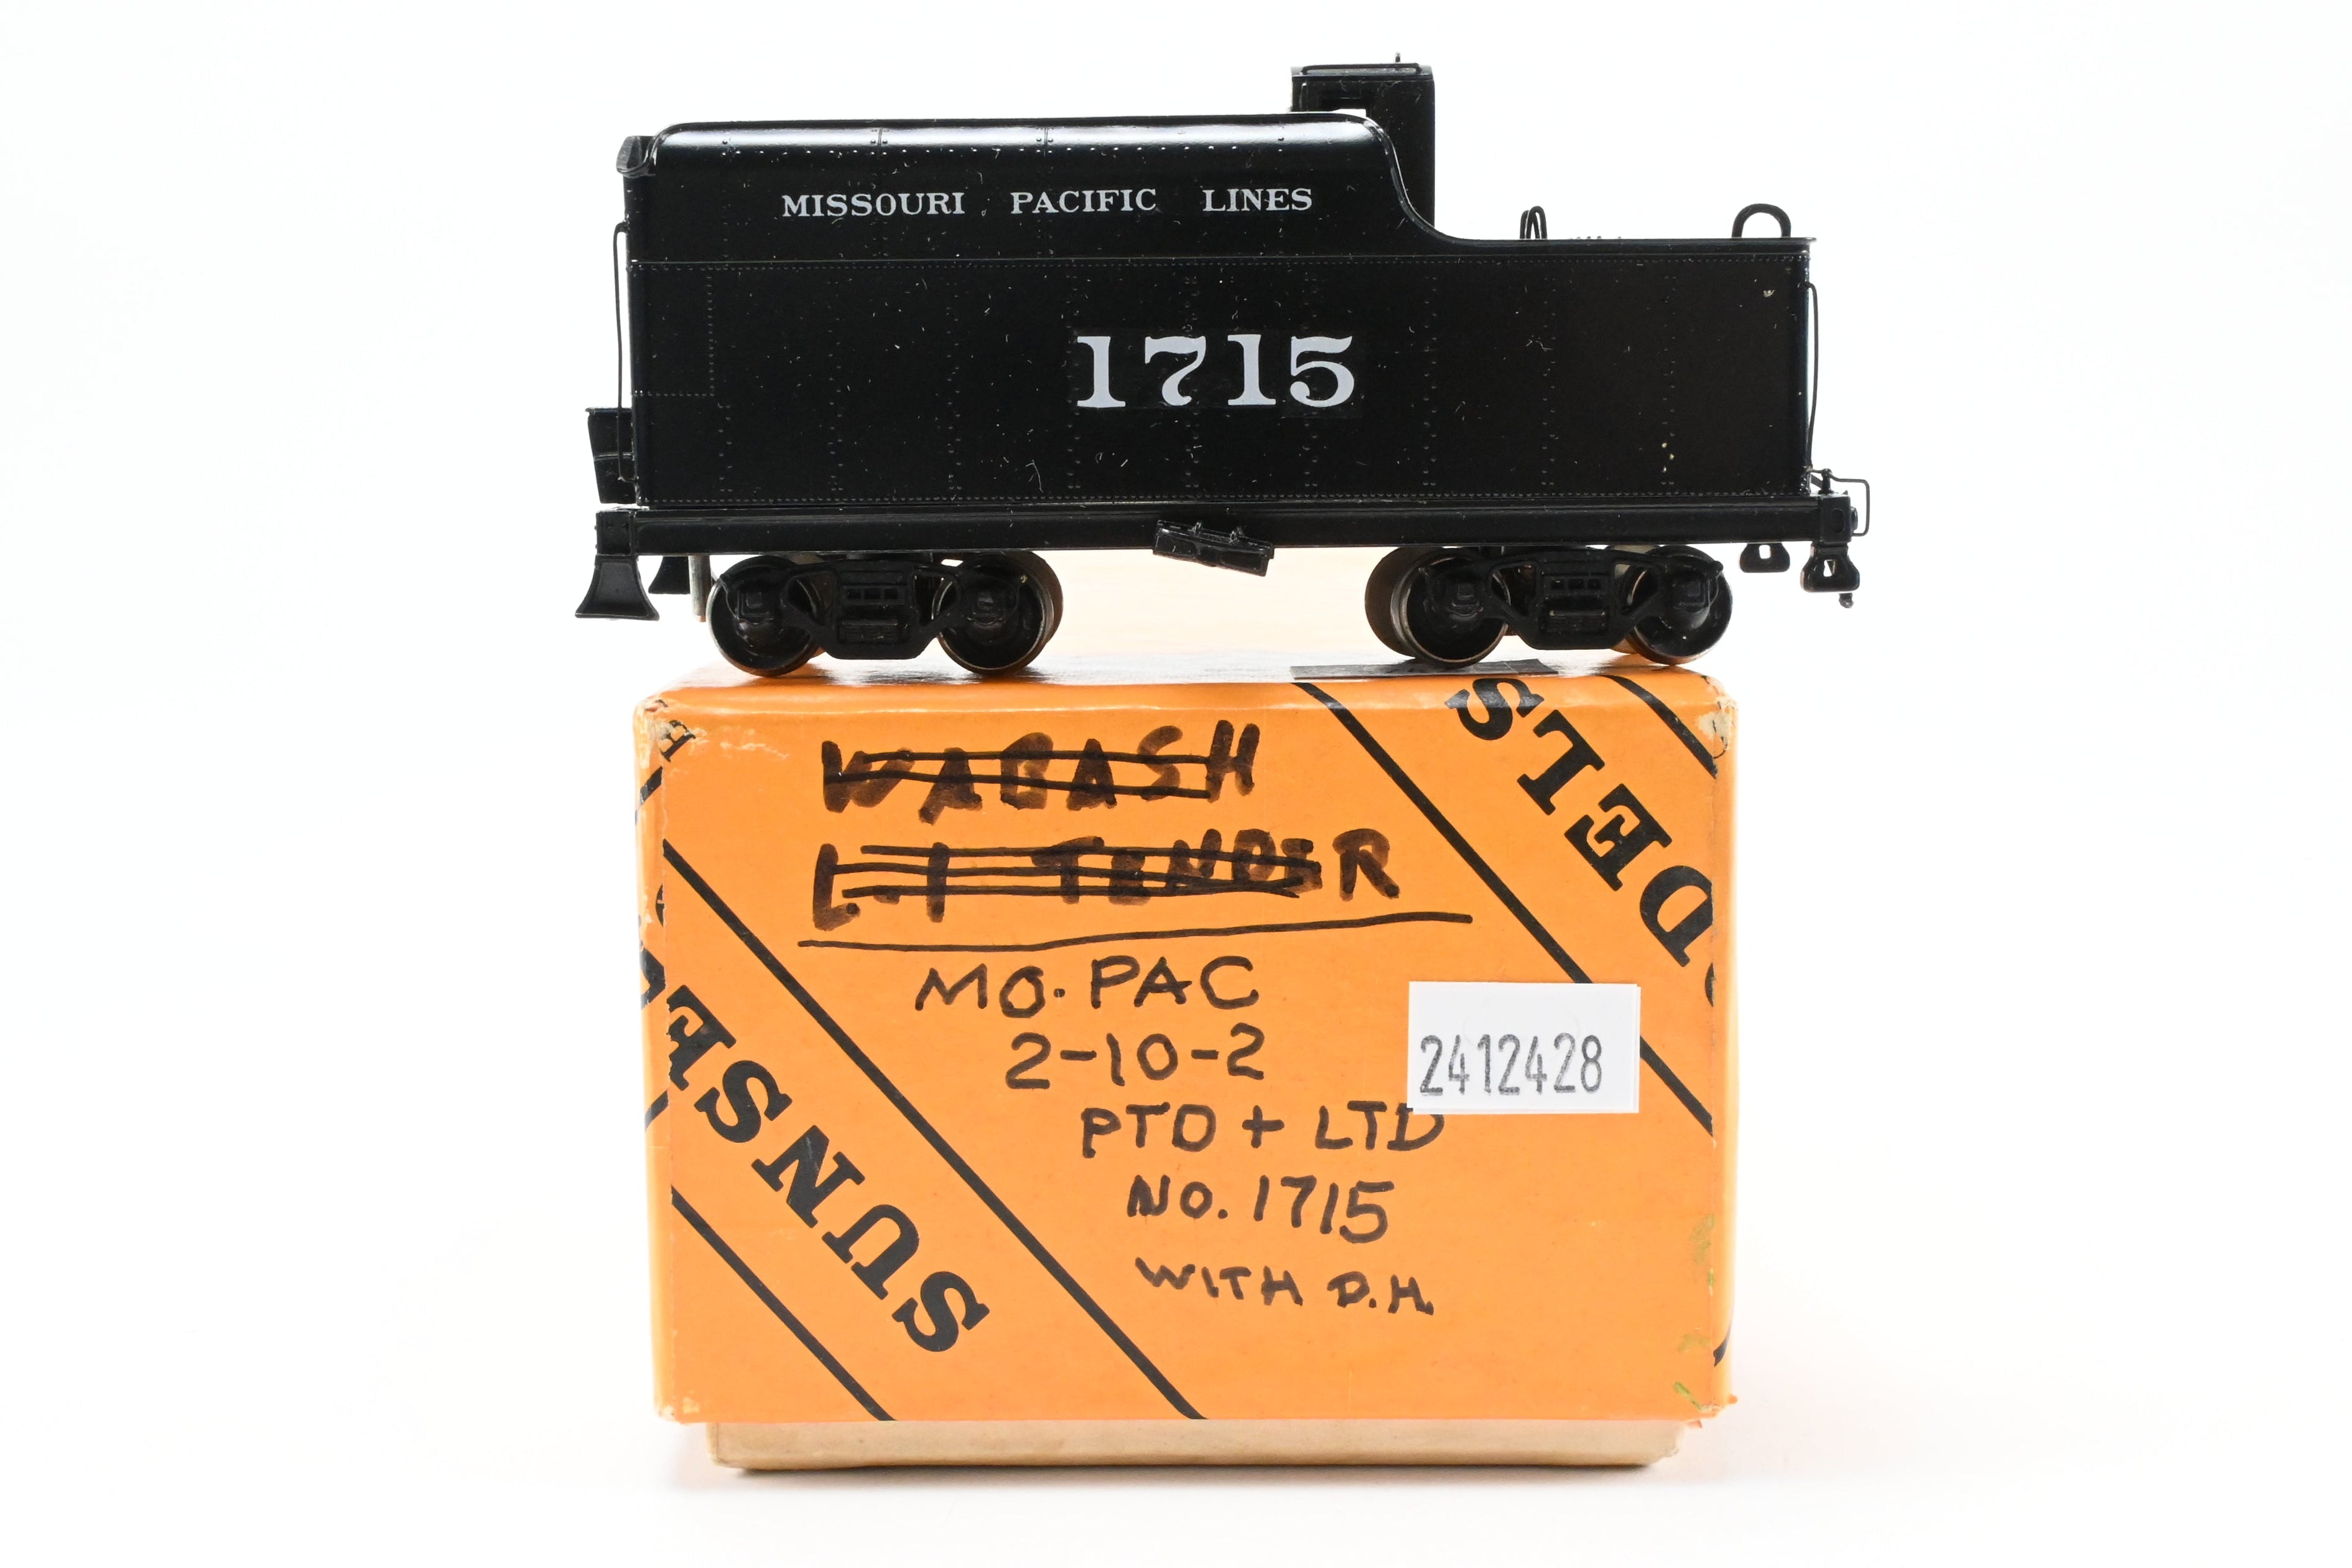 MISSOURI PACIFIC LINES
1715
WABASH
L-1 TENDER
MO. PAC
2-10-2
PTD + LTD
NO. 1715
WITH D.H.
2412428
SUNSE
DELS